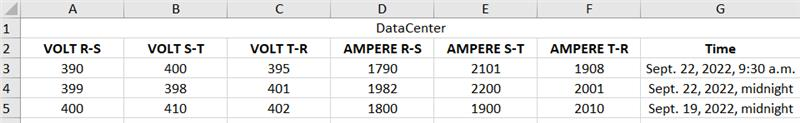 A B C D E F G
1 DataCenter
2 VOLT R-S VOLT S-T VOLT T-R AMPERE R-S AMPERE S-T AMPERE T-R Time
3 390 400 395 1790 2101 1908 Sept. 22, 2022, 9:30 a.m.
4 399 398 401 1982 2200 2001 Sept. 22, 2022, midnight
5 400 410 402 1800 1900 2010 Sept. 19, 2022, midnight